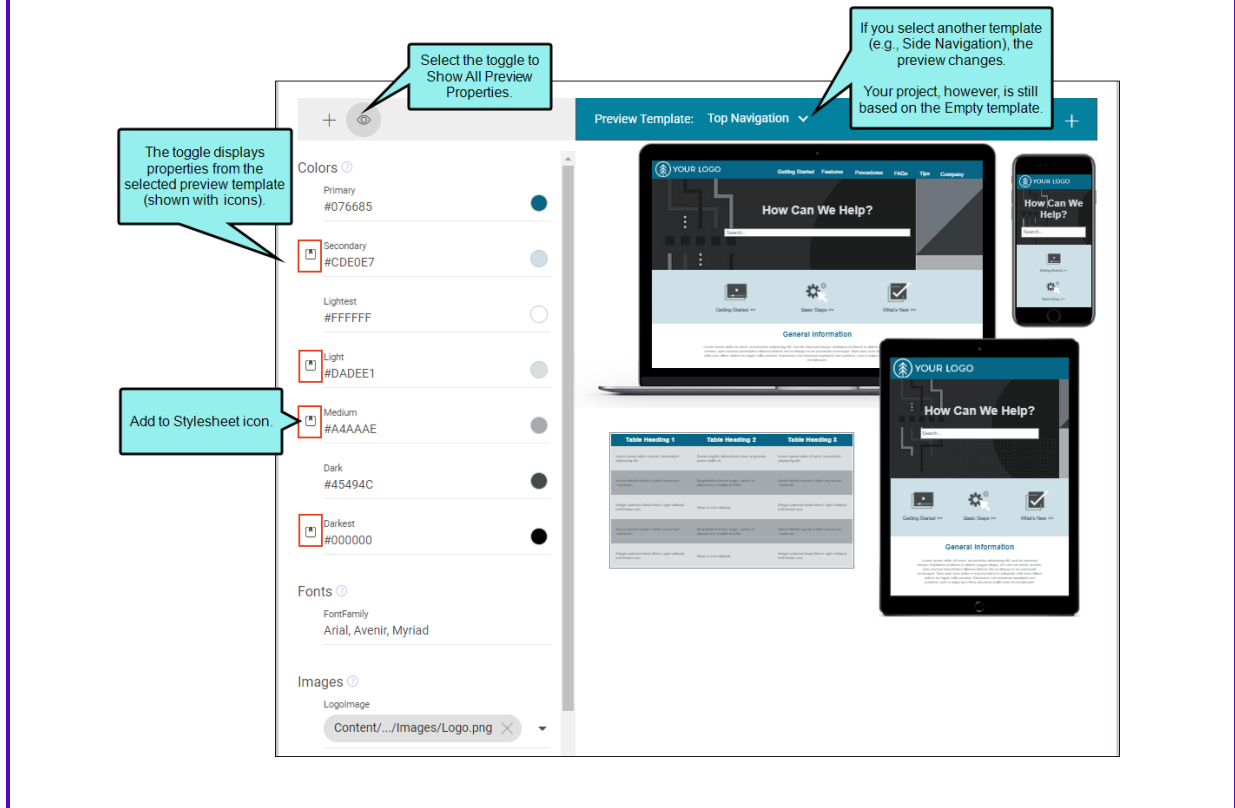 If you select another template
(e.g., Side Navigation), the
preview changes.
Your project, however, is still
based on the Empty template.
Select the toggle to
Show All Preview
Properties.
Preview Template: Top Navigation
The toggle displays
properties from the
selected preview template
(shown with icons).
Add to Stylesheet icon.
Colors
Primary
#076685
Secondary
#CDE0E7
Lightest
#FFFFFF
Light
#DADEE1
Medium
#A4AAAE
Dark
#45494C
Darkest
#000000
Fonts
FontFamily
Arial, Avenir, Myriad
Images
LogoImage
Content/.../Images/Logo.png
YOUR LOGO
Getting Started Features Procedures FAQs Tips Company
How Can We Help?
Search...
Getting Started >> Basic Steps >> What's New >>
General Information
YOUR LOGO
How Can We
Help?
Search...
Getting Started >>
Basic Steps >>
YOUR LOGO
How Can We Help?
Search...
Getting Started >> Basic Steps >> What's New >>
General Information
Table Heading 1 Table Heading 2 Table Heading 3